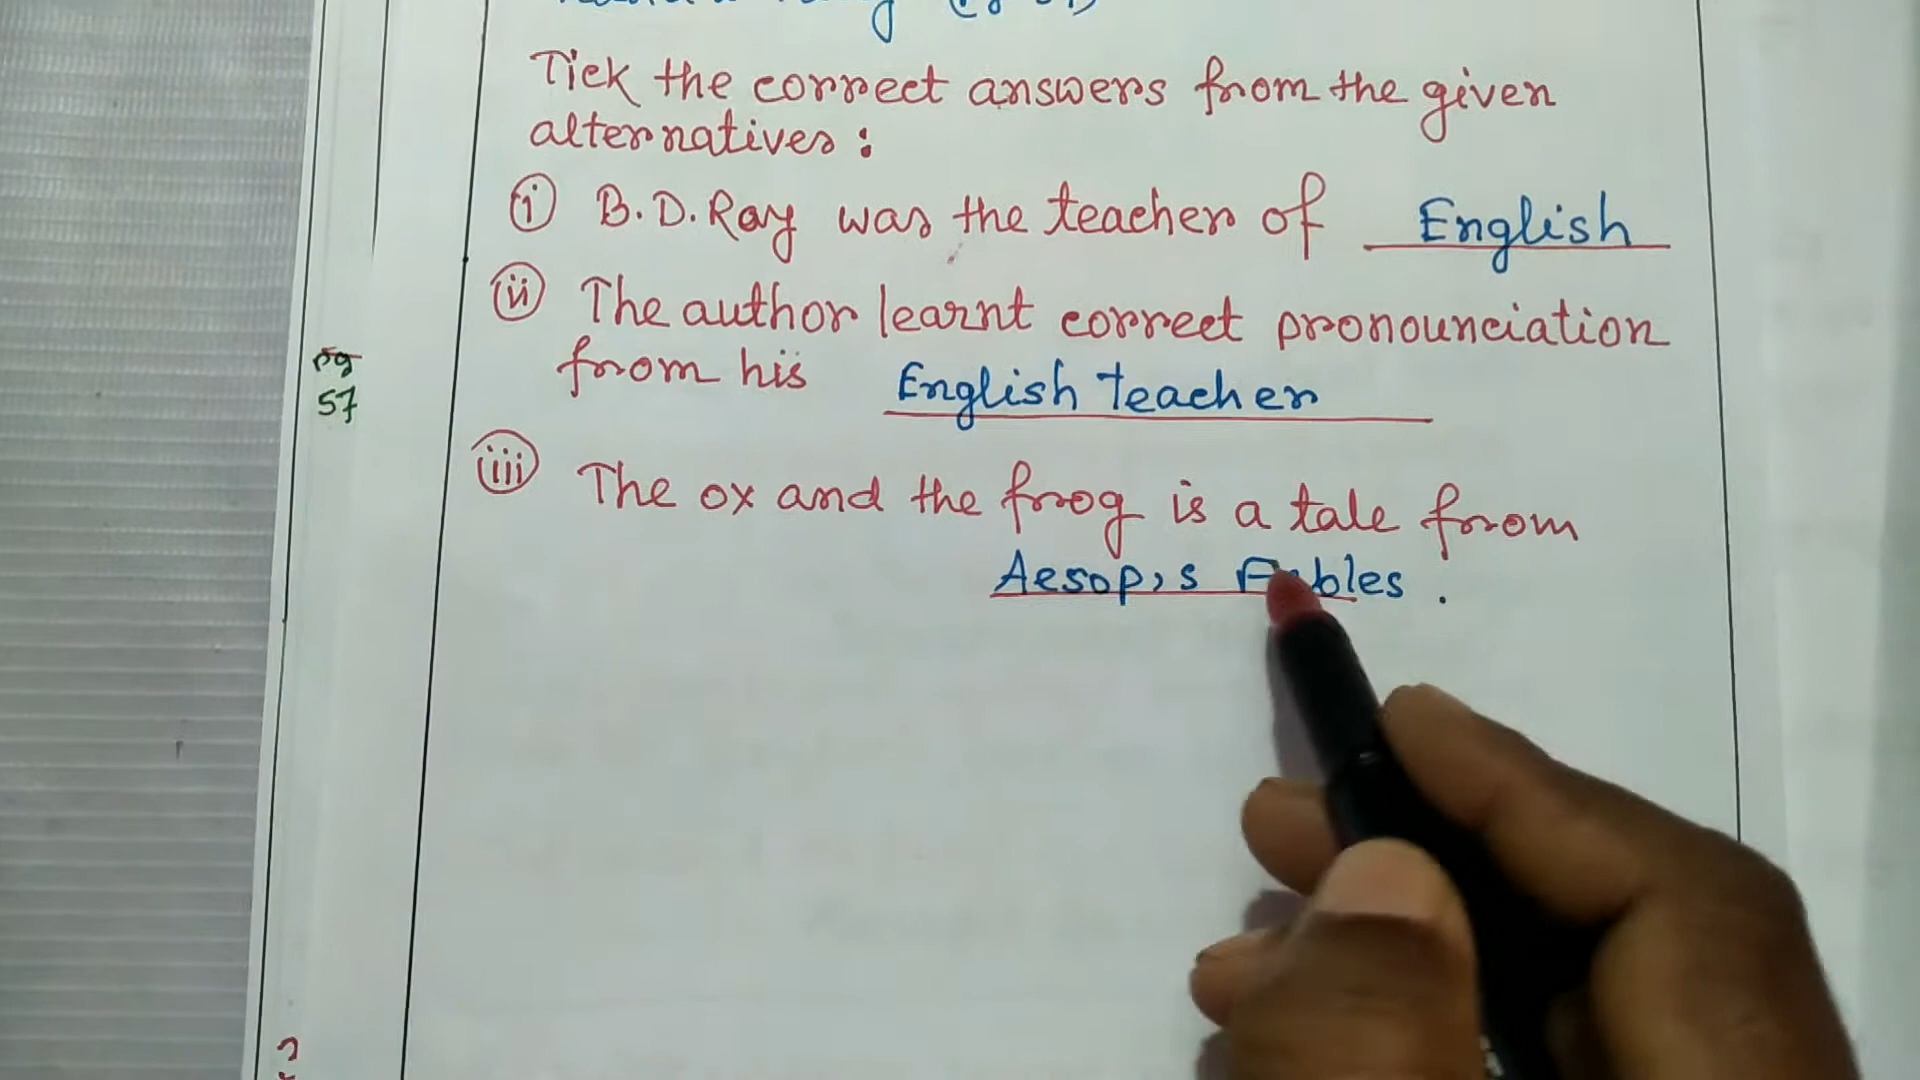 Tick the correct answers from the given
alternatives :
(i) B.D. Ray was the teacher of English
(ii) The author learnt correct pronounciation
from his English teacher
pg
57
(iii) The ox and the frog is a tale from
Aesop's Fables .